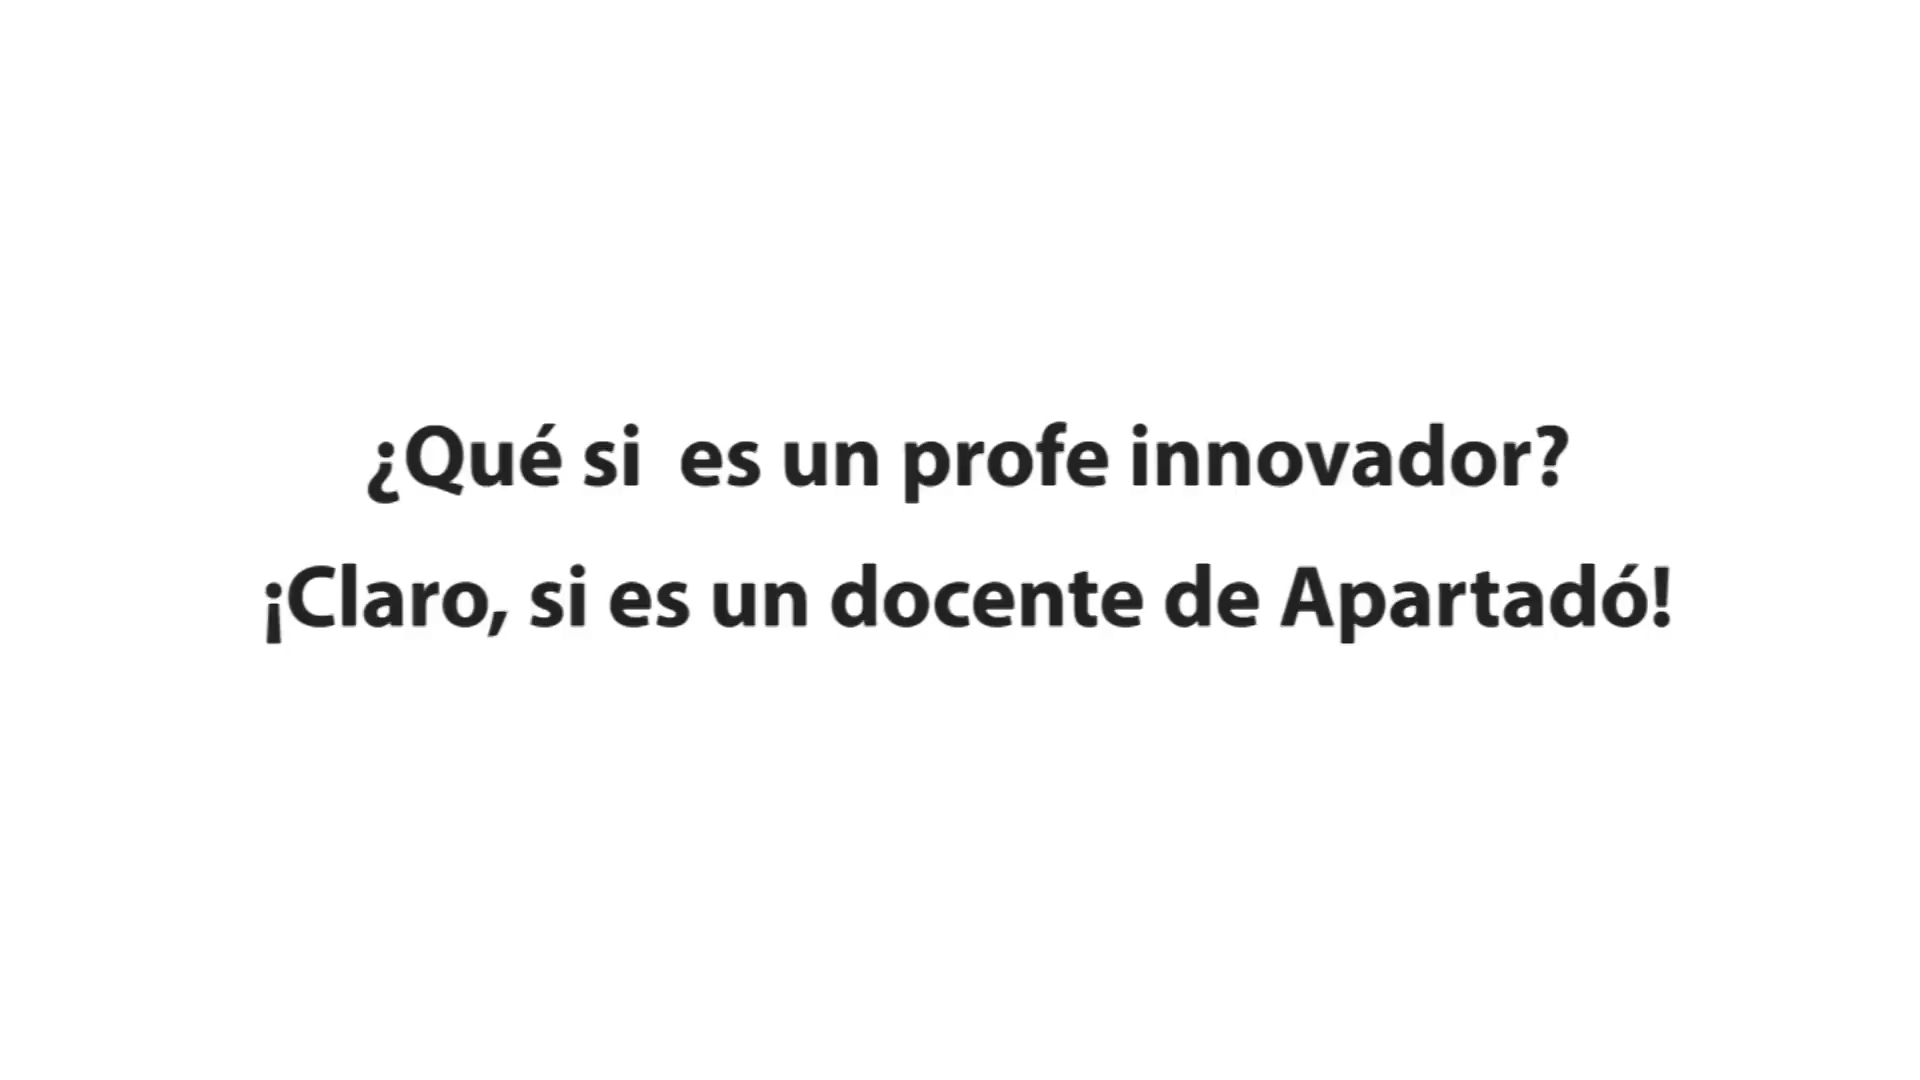 ¿Qué si  es un profe innovador?
¡Claro, si es un docente de Apartadó!